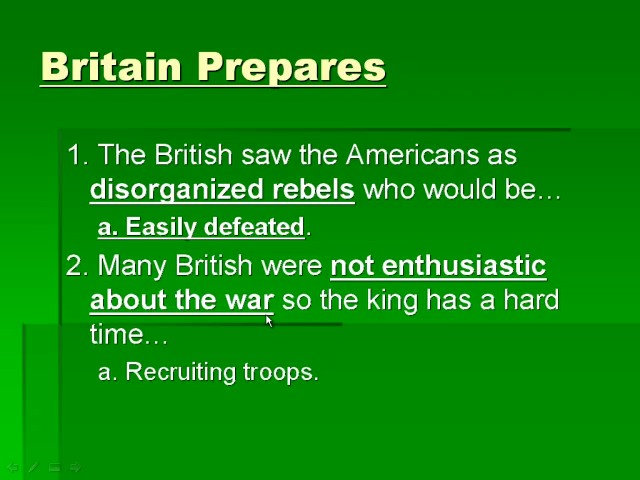 Britain Prepares
1. The British saw the Americans as
disorganized rebels who would be…
a. Easily defeated.
2. Many British were not enthusiastic
about the war so the king has a hard
time…
a. Recruiting troops.